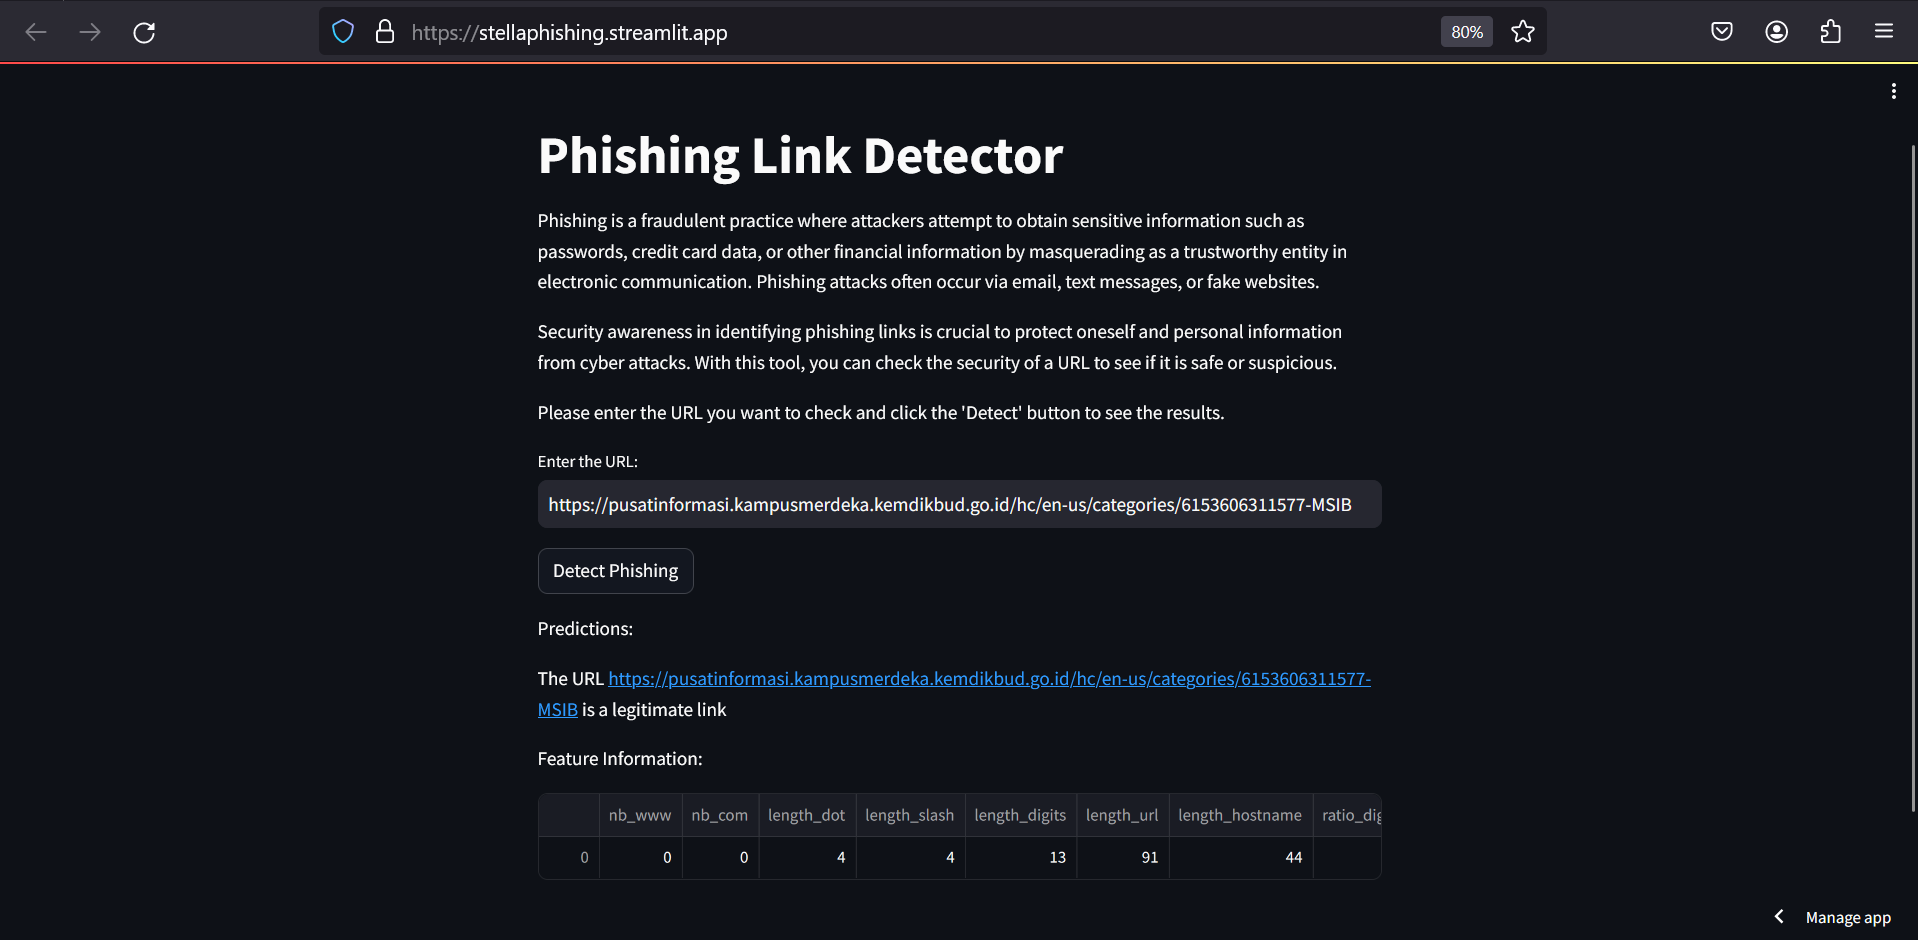 https://stellaphishing.streamlit.app
80%
Phishing Link Detector
Phishing is a fraudulent practice where attackers attempt to obtain sensitive information such as
passwords, credit card data, or other financial information by masquerading as a trustworthy entity in
electronic communication. Phishing attacks often occur via email, text messages, or fake websites.
Security awareness in identifying phishing links is crucial to protect oneself and personal information
from cyber attacks. With this tool, you can check the security of a URL to see if it is safe or suspicious.
Please enter the URL you want to check and click the 'Detect' button to see the results.
Enter the URL:
https://pusatinformasi.kampusmerdeka.kemdikbud.go.id/hc/en-us/categories/6153606311577-MSIB
Detect Phishing
Predictions:
The URL https://pusatinformasi.kampusmerdeka.kemdikbud.go.id/hc/en-us/categories/6153606311577-
MSIB is a legitimate link
Feature Information:
nb_www nb_com length_dot length_slash length_digits length_url length_hostname ratio_dig
0 0 0 4 4 13 91 44
Manage app